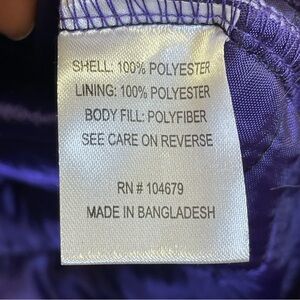 SHELL: 100% POLYESTER
LINING: 100% POLYESTER
BODY FILL: POLYFIBER
SEE CARE ON REVERSE
RN # 104679
MADE IN BANGLADESH